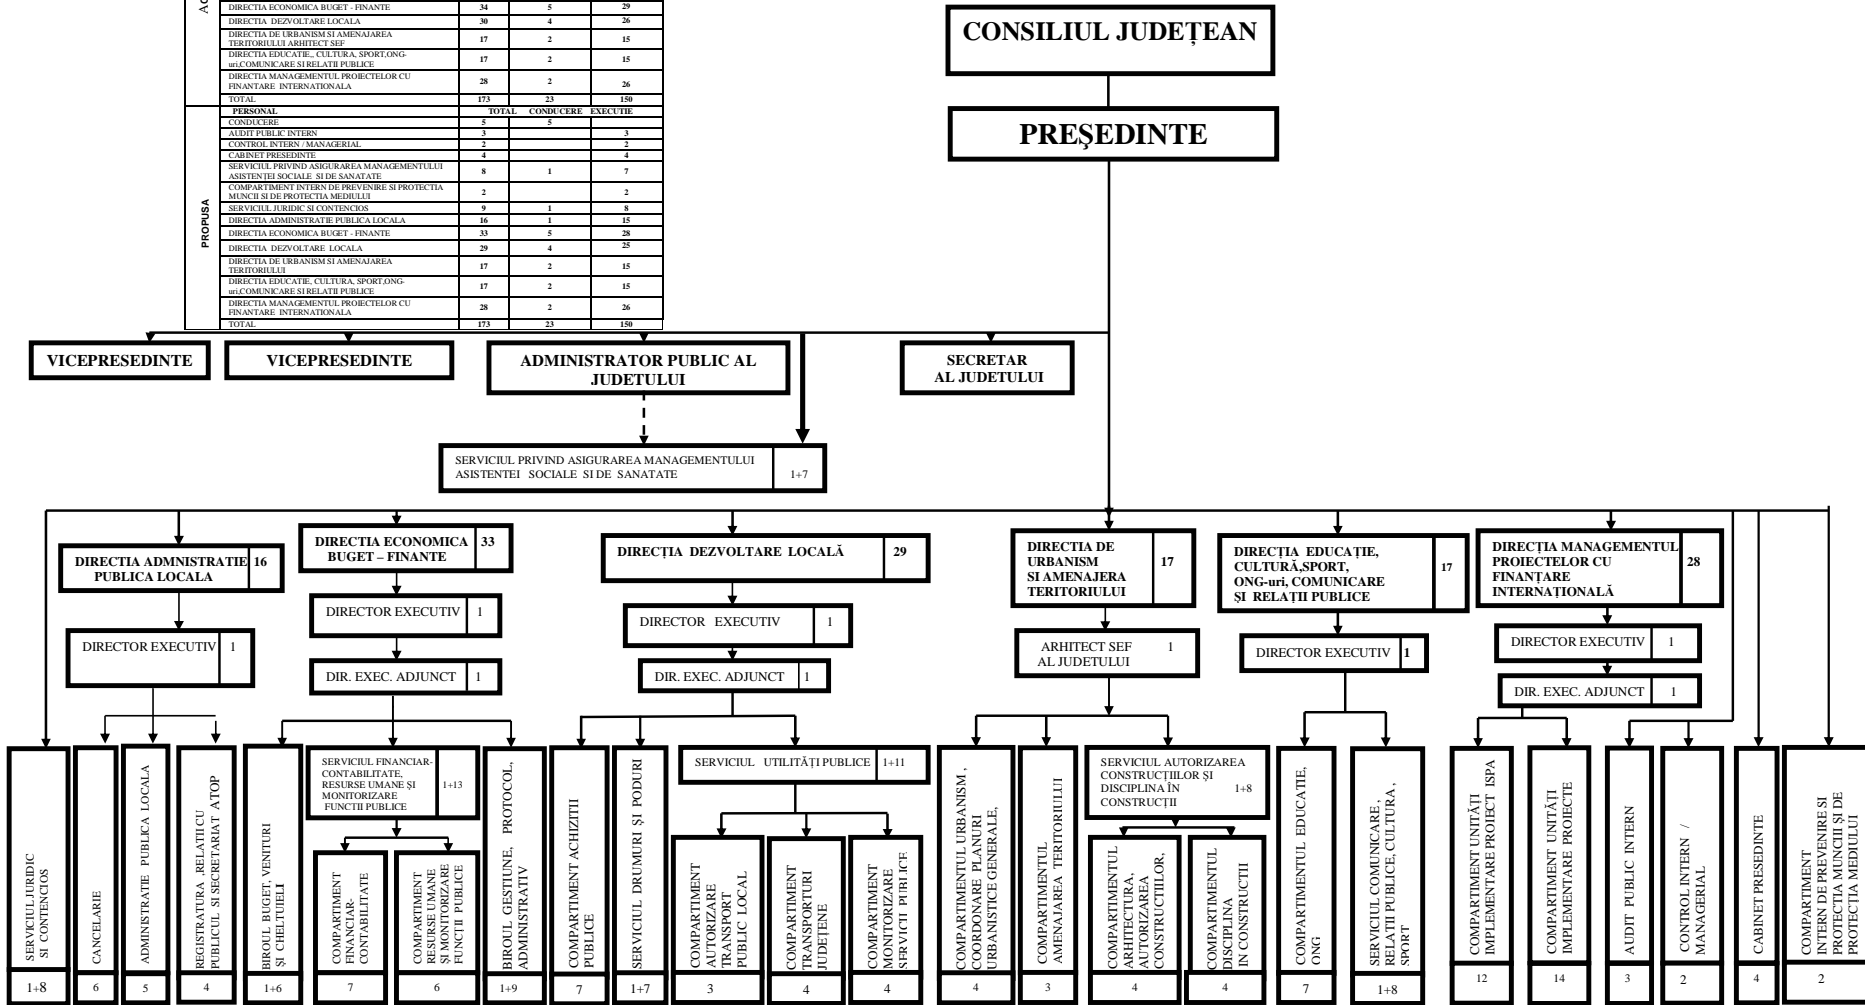 DIRECTIA ECONOMICA BUGET - FINANTE 34 5 29
DIRECTIA DEZVOLTARE LOCALA 30 4 26
DIRECTIA DE URBANISM SI AMENAJAREA
TERITORIULUI ARHITECT SEF 17 2 15
DIRECTIA EDUCATIE,, CULTURA, SPORT,ONG-
uri,COMUNICARE SI RELATII PUBLICE 17 2 15
DIRECTIA MANAGEMENTUL PROIECTELOR CU
FINANTARE INTERNATIONALA 28 2 26
TOTAL 173 23 150
PROPUSA
PERSONAL TOTAL CONDUCERE EXECUTIE
CONDUCERE 5 5
AUDIT PUBLIC INTERN 3 3
CONTROL INTERN / MANAGERIAL 2 2
CABINET PRESEDINTE 4 4
SERVICIUL PRIVIND ASIGURAREA MANAGEMENTULUI
ASISTENȚEI SOCIALE SI DE SANATATE 8 1 7
COMPARTIMENT INTERN DE PREVENIRE SI PROTECTIA
MUNCII SI DE PROTECTIA MEDIULUI 2 2
SERVICIUL JURIDIC SI CONTENCIOS 9 1 8
DIRECTIA ADMINISTRATIE PUBLICA LOCALA 16 1 15
DIRECTIA ECONOMICA BUGET - FINANTE 33 5 28
DIRECTIA DEZVOLTARE LOCALA 29 4 25
DIRECTIA DE URBANISM SI AMENAJAREA
TERITORIULUI 17 2 15
DIRECTIA EDUCATIE, CULTURA, SPORT,ONG-
uri,COMUNICARE SI RELATII PUBLICE 17 2 15
DIRECTIA MANAGEMENTUL PROIECTELOR CU
FINANTARE INTERNATIONALA 28 2 26
TOTAL 173 23 150
CONSILIUL JUDEȚEAN
PREŞEDINTE
VICEPRESEDINTE
VICEPRESEDINTE
ADMINISTRATOR PUBLIC AL
JUDETULUI
SECRETAR
AL JUDETULUI
SERVICIUL PRIVIND ASIGURAREA MANAGEMENTULUI
ASISTENTEI SOCIALE SI DE SANATATE 1+7
DIRECTIA ADMNISTRATIE 16
PUBLICA LOCALA
DIRECTIA ECONOMICA 33
BUGET – FINANTE
DIRECȚIA DEZVOLTARE LOCALĂ 29
DIRECTIA DE
URBANISM 17
SI AMENAJERA
TERITORIULUI
DIRECȚIA EDUCAȚIE,
CULTURĂ,SPORT, 17
ONG-uri, COMUNICARE
ȘI RELAȚII PUBLICE
DIRECȚIA MANAGEMENTUL
PROIECTELOR CU 28
FINANȚARE
INTERNAȚIONALĂ
DIRECTOR EXECUTIV 1
DIRECTOR EXECUTIV 1
DIR. EXEC. ADJUNCT 1
DIRECTOR EXECUTIV 1
DIR. EXEC. ADJUNCT 1
ARHITECT SEF 1
AL JUDETULUI
DIRECTOR EXECUTIV 1
DIRECTOR EXECUTIV 1
DIR. EXEC. ADJUNCT 1
SERVICIUL JURIDIC
SI CONTENCIOS
1+8
CANCELARIE
6
ADMINISTRATIE PUBLICA LOCALA
5
REGISTRATURA ,RELATII CU
PUBLICUL SI SECRETARIAT ATOP
4
BIROUL BUGET, VENITURI
ȘI CHELTUIELI
1+6
SERVICIUL FINANCIAR-
CONTABILITATE,
RESURSE UMANE ȘI 1+13
MONITORIZARE
FUNCTII PUBLICE
COMPARTIMENT
FINANCIAR-
CONTABILITATE
7
COMPARTIMENT
RESURSE UMANE
ȘI MONITORIZARE
FUNCȚII PUBLICE
6
BIROUL GESTIUNE, PROTOCOL,
ADMINISTRATIV
1+9
COMPARTIMENT ACHIZITII
PUBLICE
7
SERVICIUL DRUMURI ȘI PODURI
1+7
SERVICIUL UTILITĂȚI PUBLICE 1+11
COMPARTIMENT
AUTORIZARE
TRANSPORT
PUBLIC LOCAL
3
COMPARTIMENT
TRANSPORTURI
JUDEȚENE
4
COMPARTIMENT
MONITORIZARE
SERVICII PUBLICE
4
COMPARTIMENTUL URBANISM ,
COORDONARE PLANURI
URBANISTICE GENERALE,
4
COMPARTIMENTUL
AMENAJAREA TERITORIULUI
3
SERVICIUL AUTORIZAREA
CONSTRUCȚIILOR ȘI
DISCIPLINA ÎN 1+8
CONSTRUCȚII
COMPARTIMENTUL
ARHITECTURA,
AUTORIZAREA
CONSTRUCTIILOR,
4
COMPARTIMENTUL
DISCIPLINA
IN CONSTRUCTII
4
COMPARTIMENTUL EDUCATIE,
ONG
7
SERVICIUL COMUNICARE ,
RELATII PUBLICE, CULTURA ,
SPORT
1+8
COMPARTIMENT UNITĂȚI
IMPLEMENTARE PROIECT ISPA
12
COMPARTIMENT UNITĂȚI
IMPLEMENTARE PROIECTE
14
AUDIT PUBLIC INTERN
3
CONTROL INTERN /
MANAGERIAL
2
CABINET PRESEDINTE
4
COMPARTIMENT
INTERN DE PREVENIRE SI
PROTECTIA MUNCII ȘI DE
PROTECȚIA MEDIULUI
2